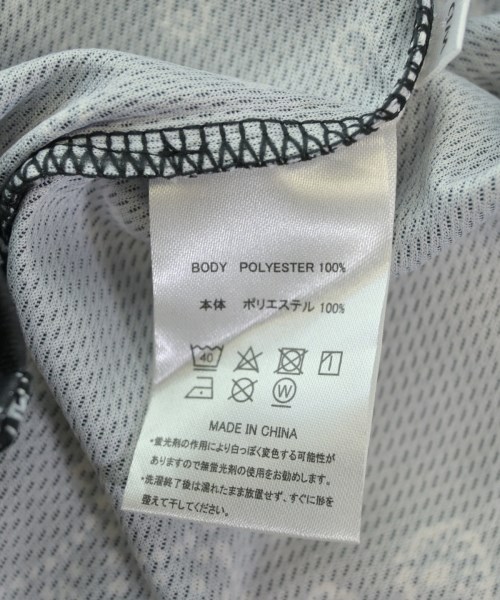 BODY POLYESTER 100%
本体 ポリエステル 100%
40
W
MADE IN CHINA
・蛍光剤の作用により白っぽく変色する可能性が
ありますので無蛍光剤の使用をお勧めします。
・洗濯終了後は濡れたまま放置せず、すぐに形を
整えて干してください。